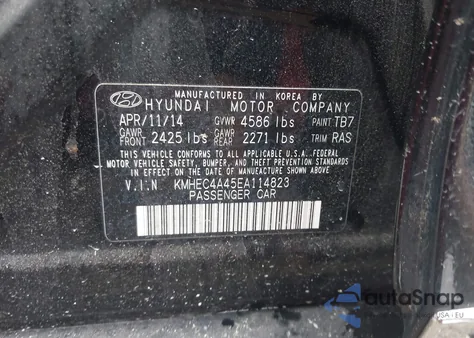 MANUFACTURED IN KOREA BY
HYUNDAI MOTOR COMPANY
APR/11/14 GVWR 4586 lbs PAINT TB7
GAWR FRONT 2425 lbs GAWR REAR 2271 lbs TRIM RAS
THIS VEHICLE CONFORMS TO ALL APPLICABLE U.S.A. FEDERAL
MOTOR VEHICLE SAFETY, BUMPER, AND THEFT PREVENTION STANDARDS
IN EFFECT ON THE DATE OF MANUFACTURE SHOWN ABOVE.
V.I.N KMHEC4A45EA114823
PASSENGER CAR
autoSnap
USA - EU